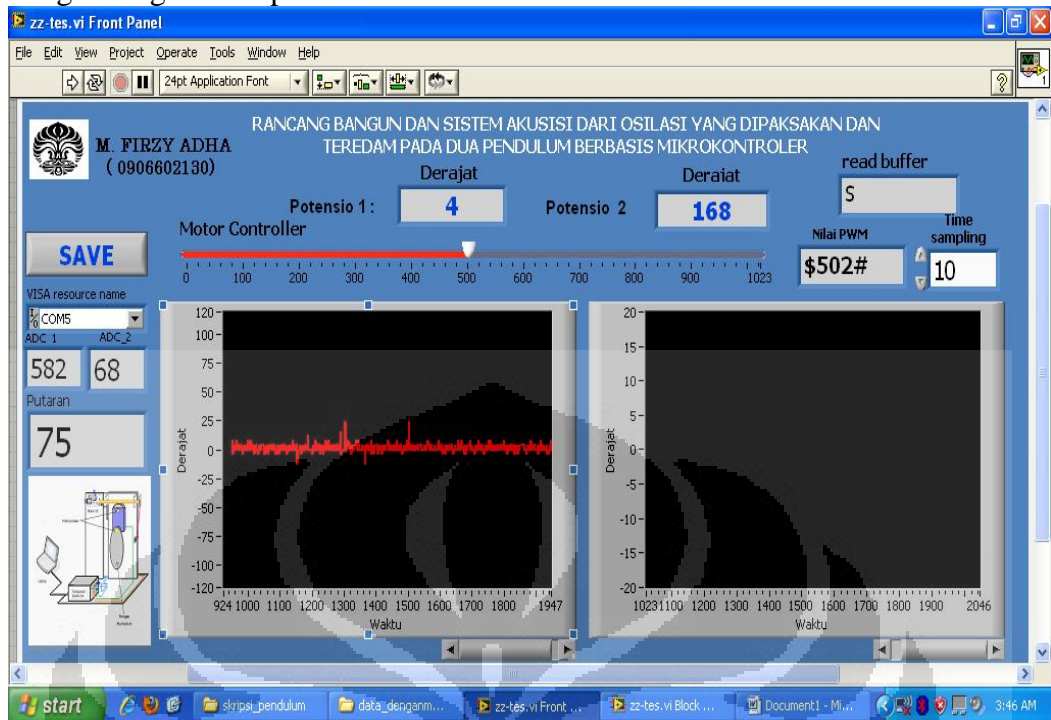 zz-tes.vi Front Panel
File Edit View Project Operate Tools Window Help
24pt Application Font
1
RANCANG BANGUN DAN SISTEM AKUSISI DARI OSILASI YANG DIPAKSAKAN DAN
TEREDAM PADA DUA PENDULUM BERBASIS MIKROKONTROLER
M. FIRZY ADHA
( 0906602130)
read buffer
S
Derajat
Potensio 1 : 4
Deraiat
Potensio 2 168
Motor Controller
0 100 200 300 400 500 600 700 800 900 1023
Nilai PWM
$502#
Time
sampling
10
SAVE
VISA resource name
COM5
ADC_1 ADC_2
582 68
Putaran
75
120
100
75
50
25
0
-25
-50
-75
-100
-120
Derajat
924 1000 1100 1200 1300 1400 1500 1600 1700 1800 1947
Waktu
20
15
10
5
0
-5
-10
-15
-20
Derajat
1023 1100 1200 1300 1400 1500 1600 1700 1800 1900 2046
Waktu
start skripsi_pendulum data_denganm... zz-tes.vi Front ... zz-tes.vi Block ... Document1 - Mi... 3:46 AM